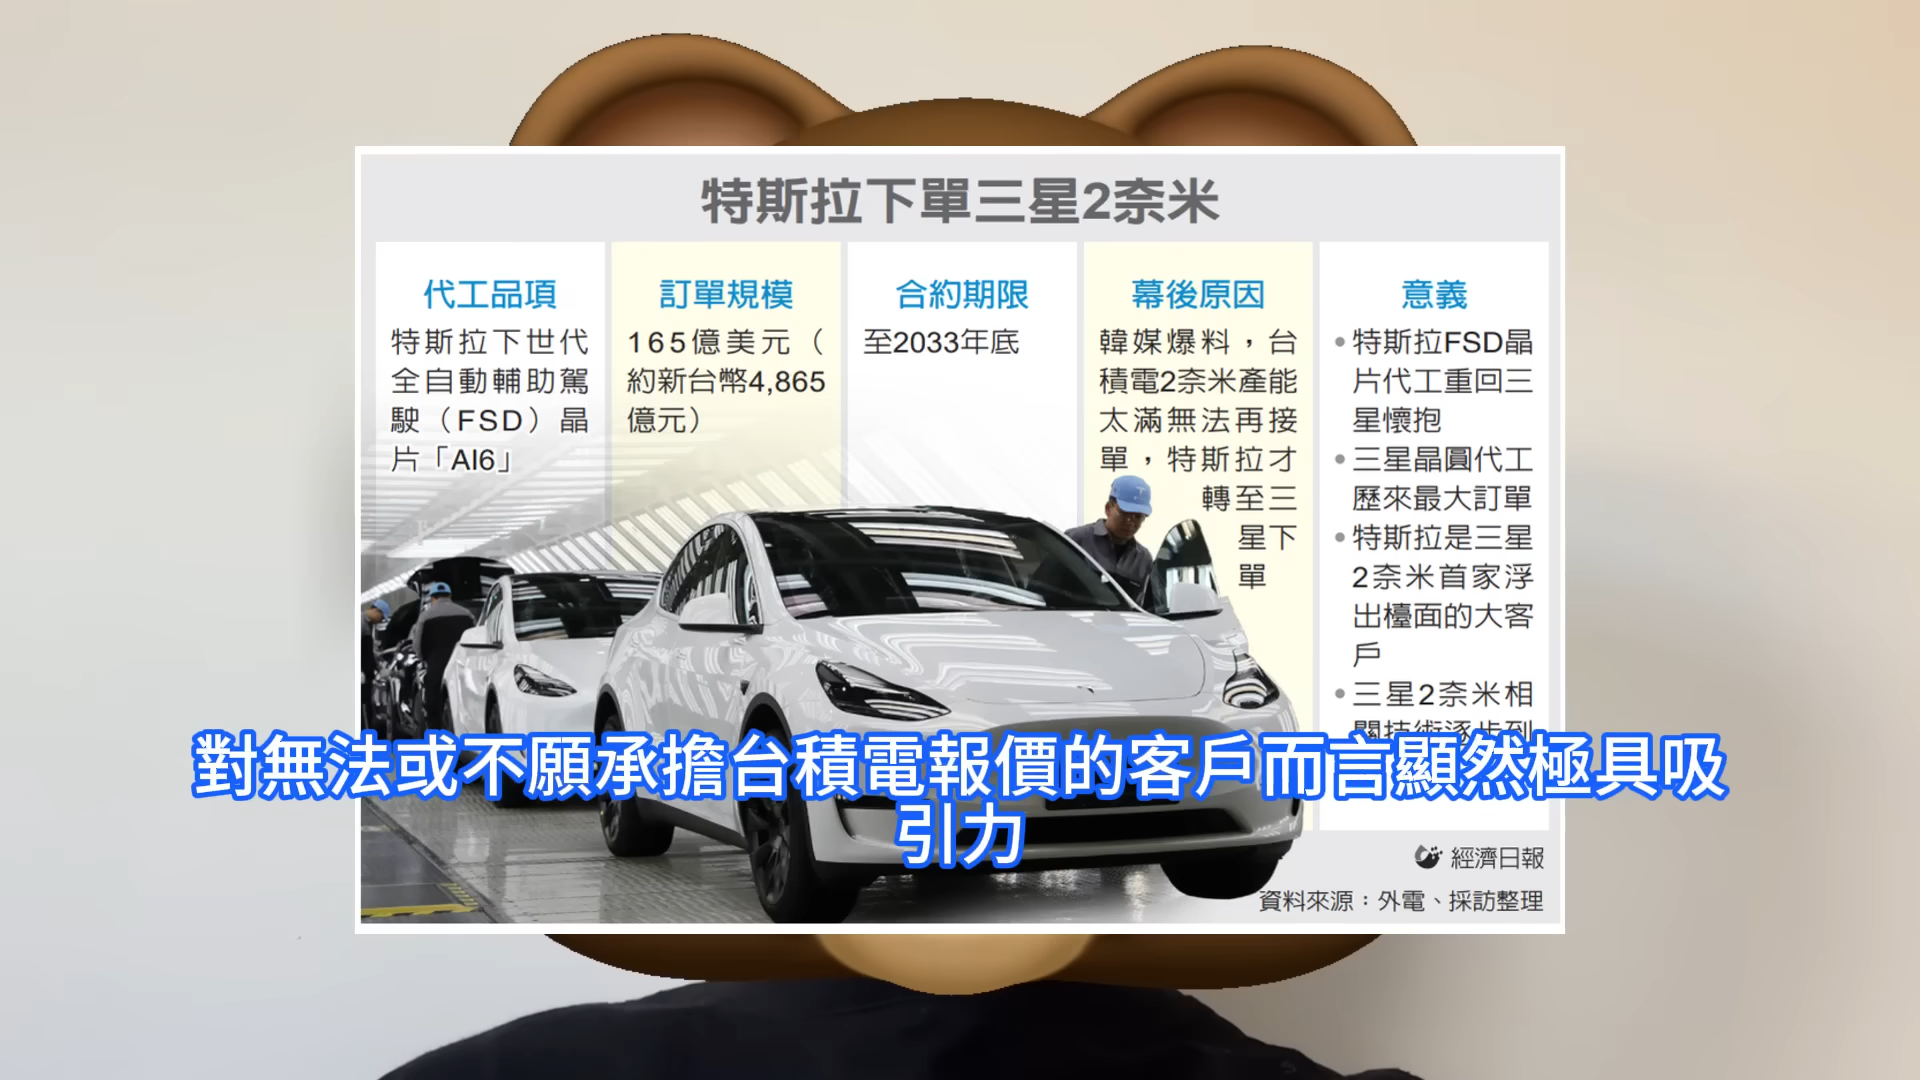 特斯拉下單三星2奈米
代工品項
特斯拉下世代
全自動輔助駕
駛（FSD）晶
片「AI6」
訂單規模
165億美元（
約新台幣4,865
億元）
合約期限
至2033年底
幕後原因
韓媒爆料，台
積電2奈米產能
太滿無法再接
單，特斯拉才
轉至三
星下
單
意義
• 特斯拉FSD晶
片代工重回三
星懷抱
• 三星晶圓代工
歷來最大訂單
• 特斯拉是三星
2奈米首家浮
出檯面的大客
戶
• 三星2奈米相
關技術逐步到
對無法或不願承擔台積電報價的客戶而言顯然極具吸
引力
經濟日報
資料來源：外電、採訪整理